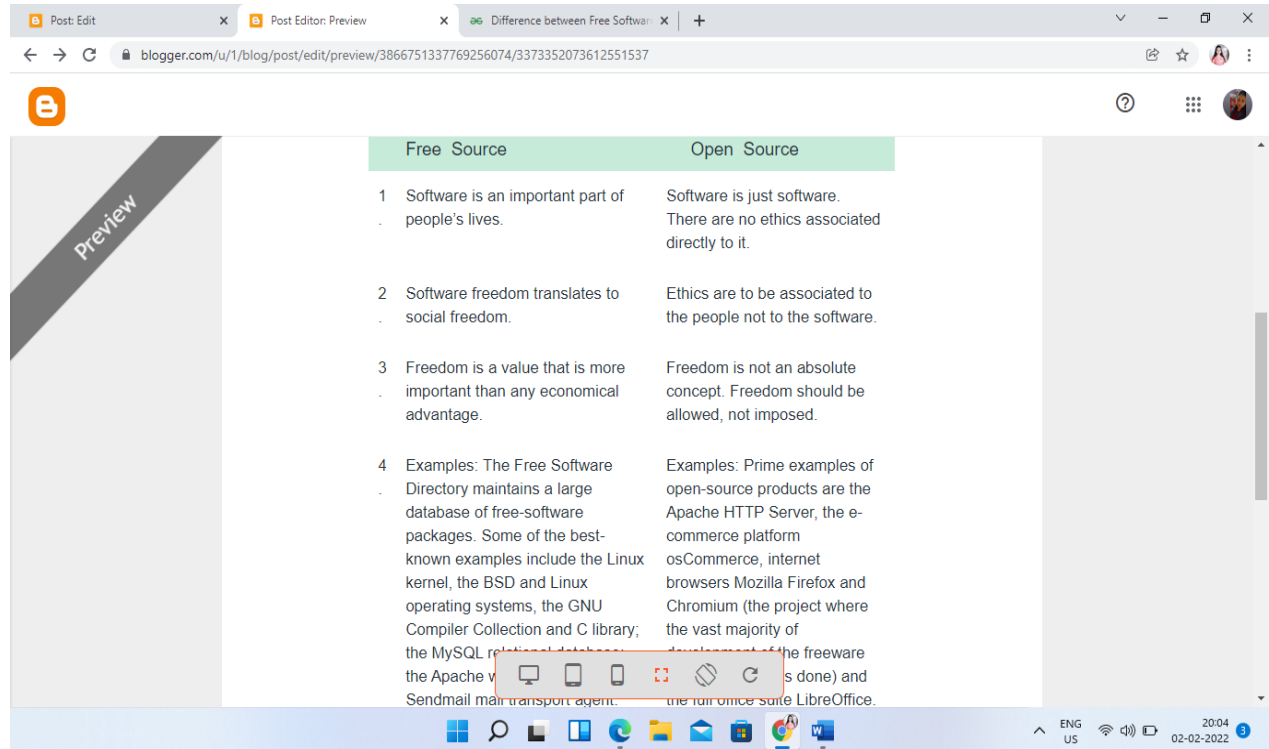 Post: Edit
Post Editor: Preview
Difference between Free Softwar
blogger.com/u/1/blog/post/edit/preview/3866751337769256074/3373352073612551537
Preview
Free Source Open Source
1. Software is an important part of
people's lives.
Software is just software.
There are no ethics associated
directly to it.
2. Software freedom translates to
social freedom.
Ethics are to be associated to
the people not to the software.
3. Freedom is a value that is more
important than any economical
advantage.
Freedom is not an absolute
concept. Freedom should be
allowed, not imposed.
4. Examples: The Free Software
Directory maintains a large
database of free-software
packages. Some of the best-
known examples include the Linux
kernel, the BSD and Linux
operating systems, the GNU
Compiler Collection and C library;
the MySQL relational database;
the Apache w
Sendmail mail transport agent.
Examples: Prime examples of
open-source products are the
Apache HTTP Server, the e-
commerce platform
osCommerce, internet
browsers Mozilla Firefox and
Chromium (the project where
the vast majority of
development of the freeware
s done) and
the full office suite LibreOffice.
ENG
US
20:04
02-02-2022
3